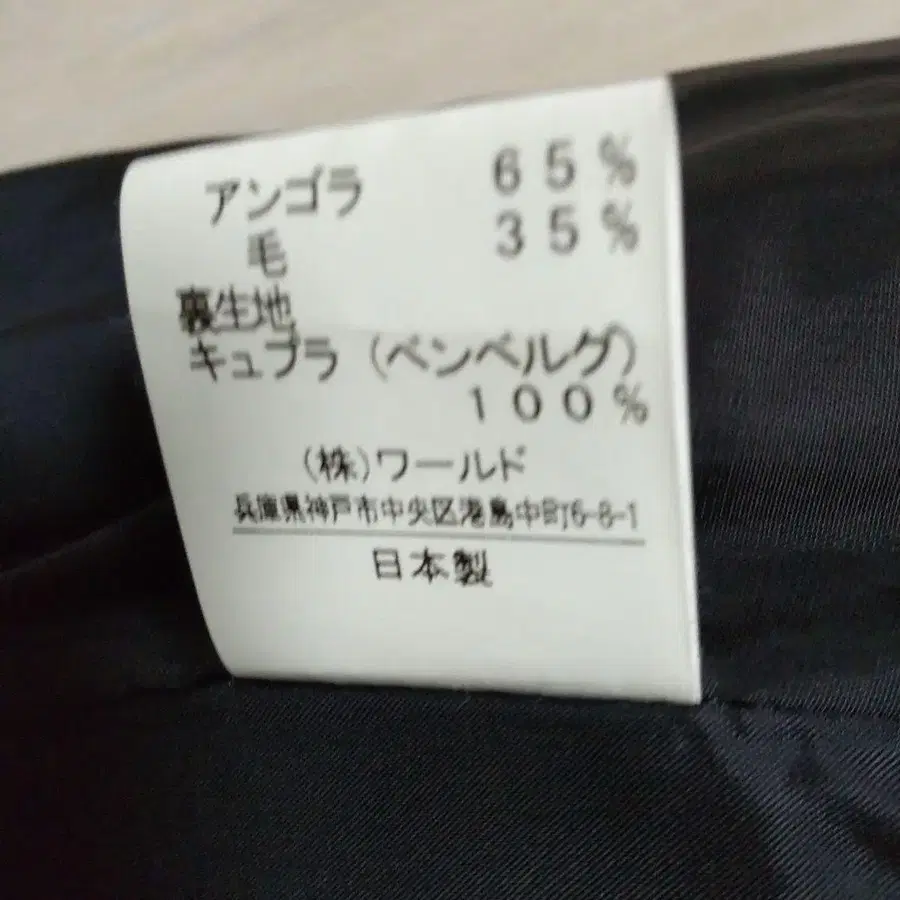 アンゴラ 65%
毛 35%
裏生地
キュプラ (ベンベルグ)
100%
(株)ワールド
兵庫県神戸市中央区港島中町6-8-1
日本製